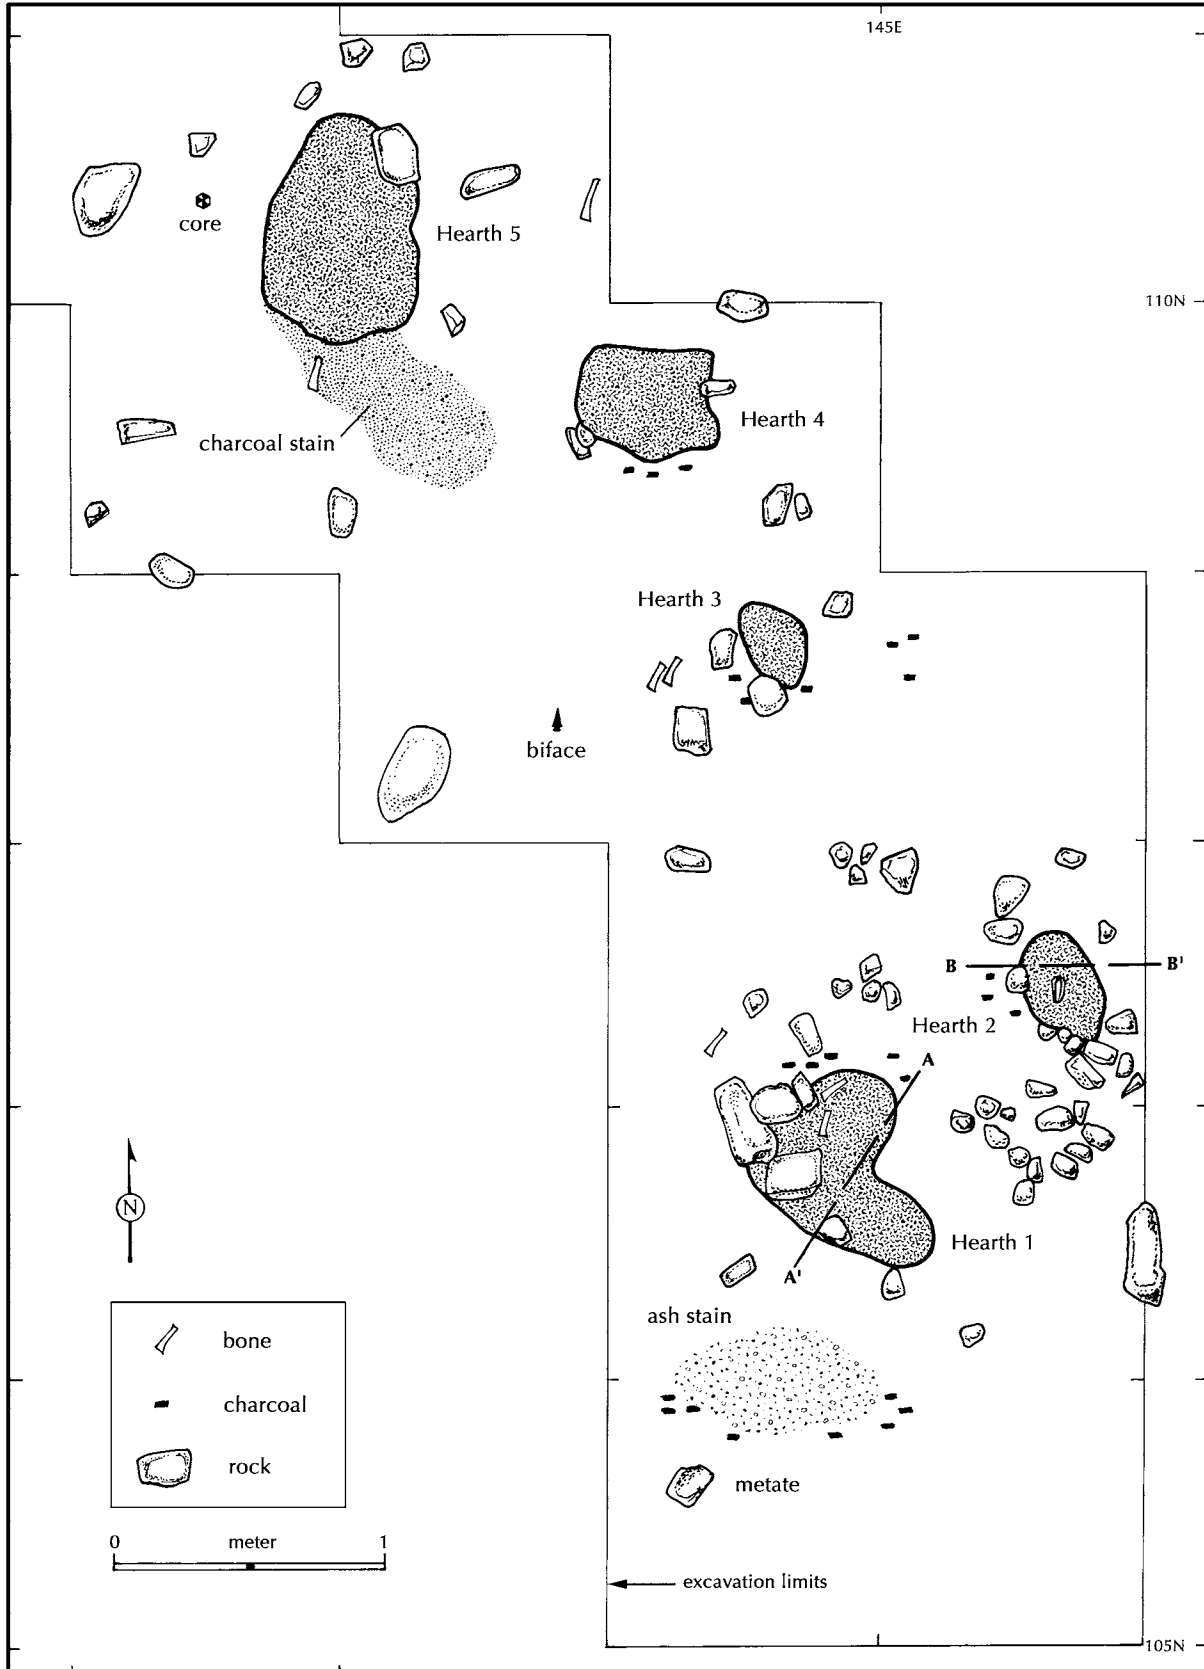 145E
core
Hearth 5
110N
Hearth 4
charcoal stain
Hearth 3
biface
B
B'
Hearth 2
A
N
Hearth 1
A'
ash stain
bone
charcoal
rock
metate
0 meter 1
excavation limits
105N